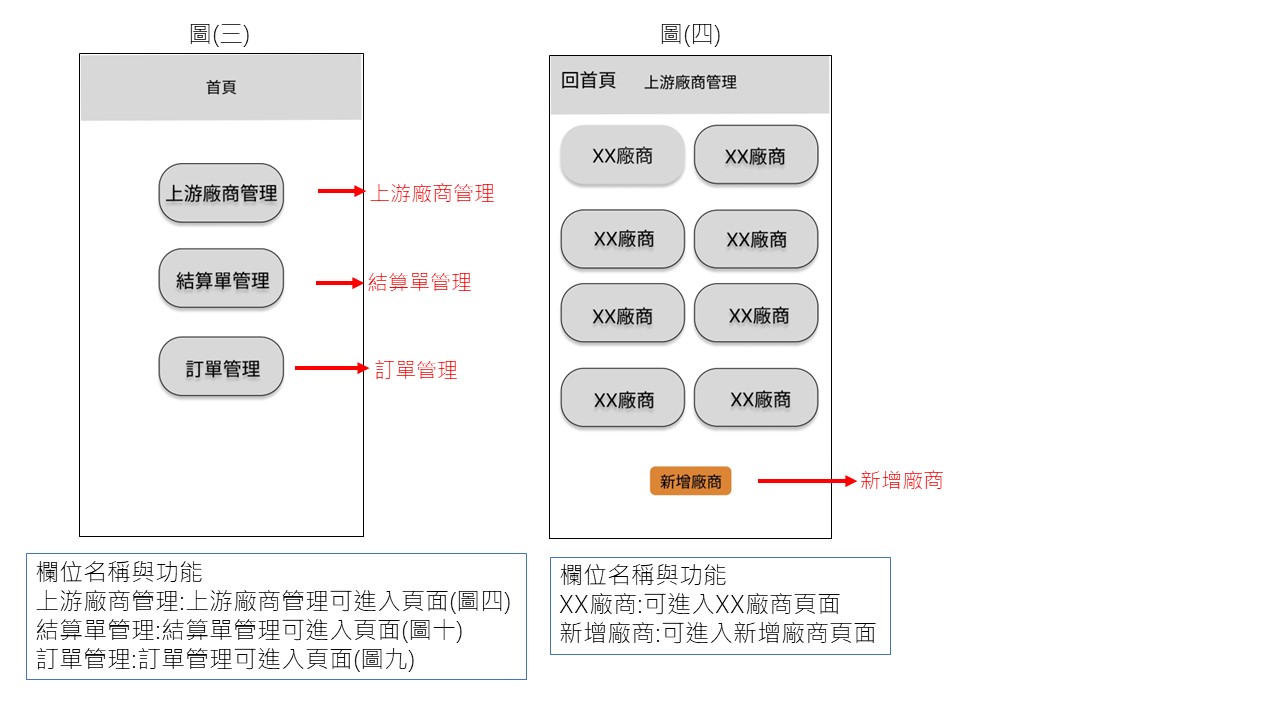 圖(三)
首頁
上游廠商管理
上游廠商管理
結算單管理
結算單管理
訂單管理
訂單管理
欄位名稱與功能
上游廠商管理:上游廠商管理可進入頁面(圖四)
結算單管理:結算單管理可進入頁面(圖十)
訂單管理:訂單管理可進入頁面(圖九)
圖(四)
回首頁 上游廠商管理
XX廠商 XX廠商
XX廠商 XX廠商
XX廠商 XX廠商
XX廠商 XX廠商
新增廠商
新增廠商
欄位名稱與功能
XX廠商:可進入XX廠商頁面
新增廠商:可進入新增廠商頁面